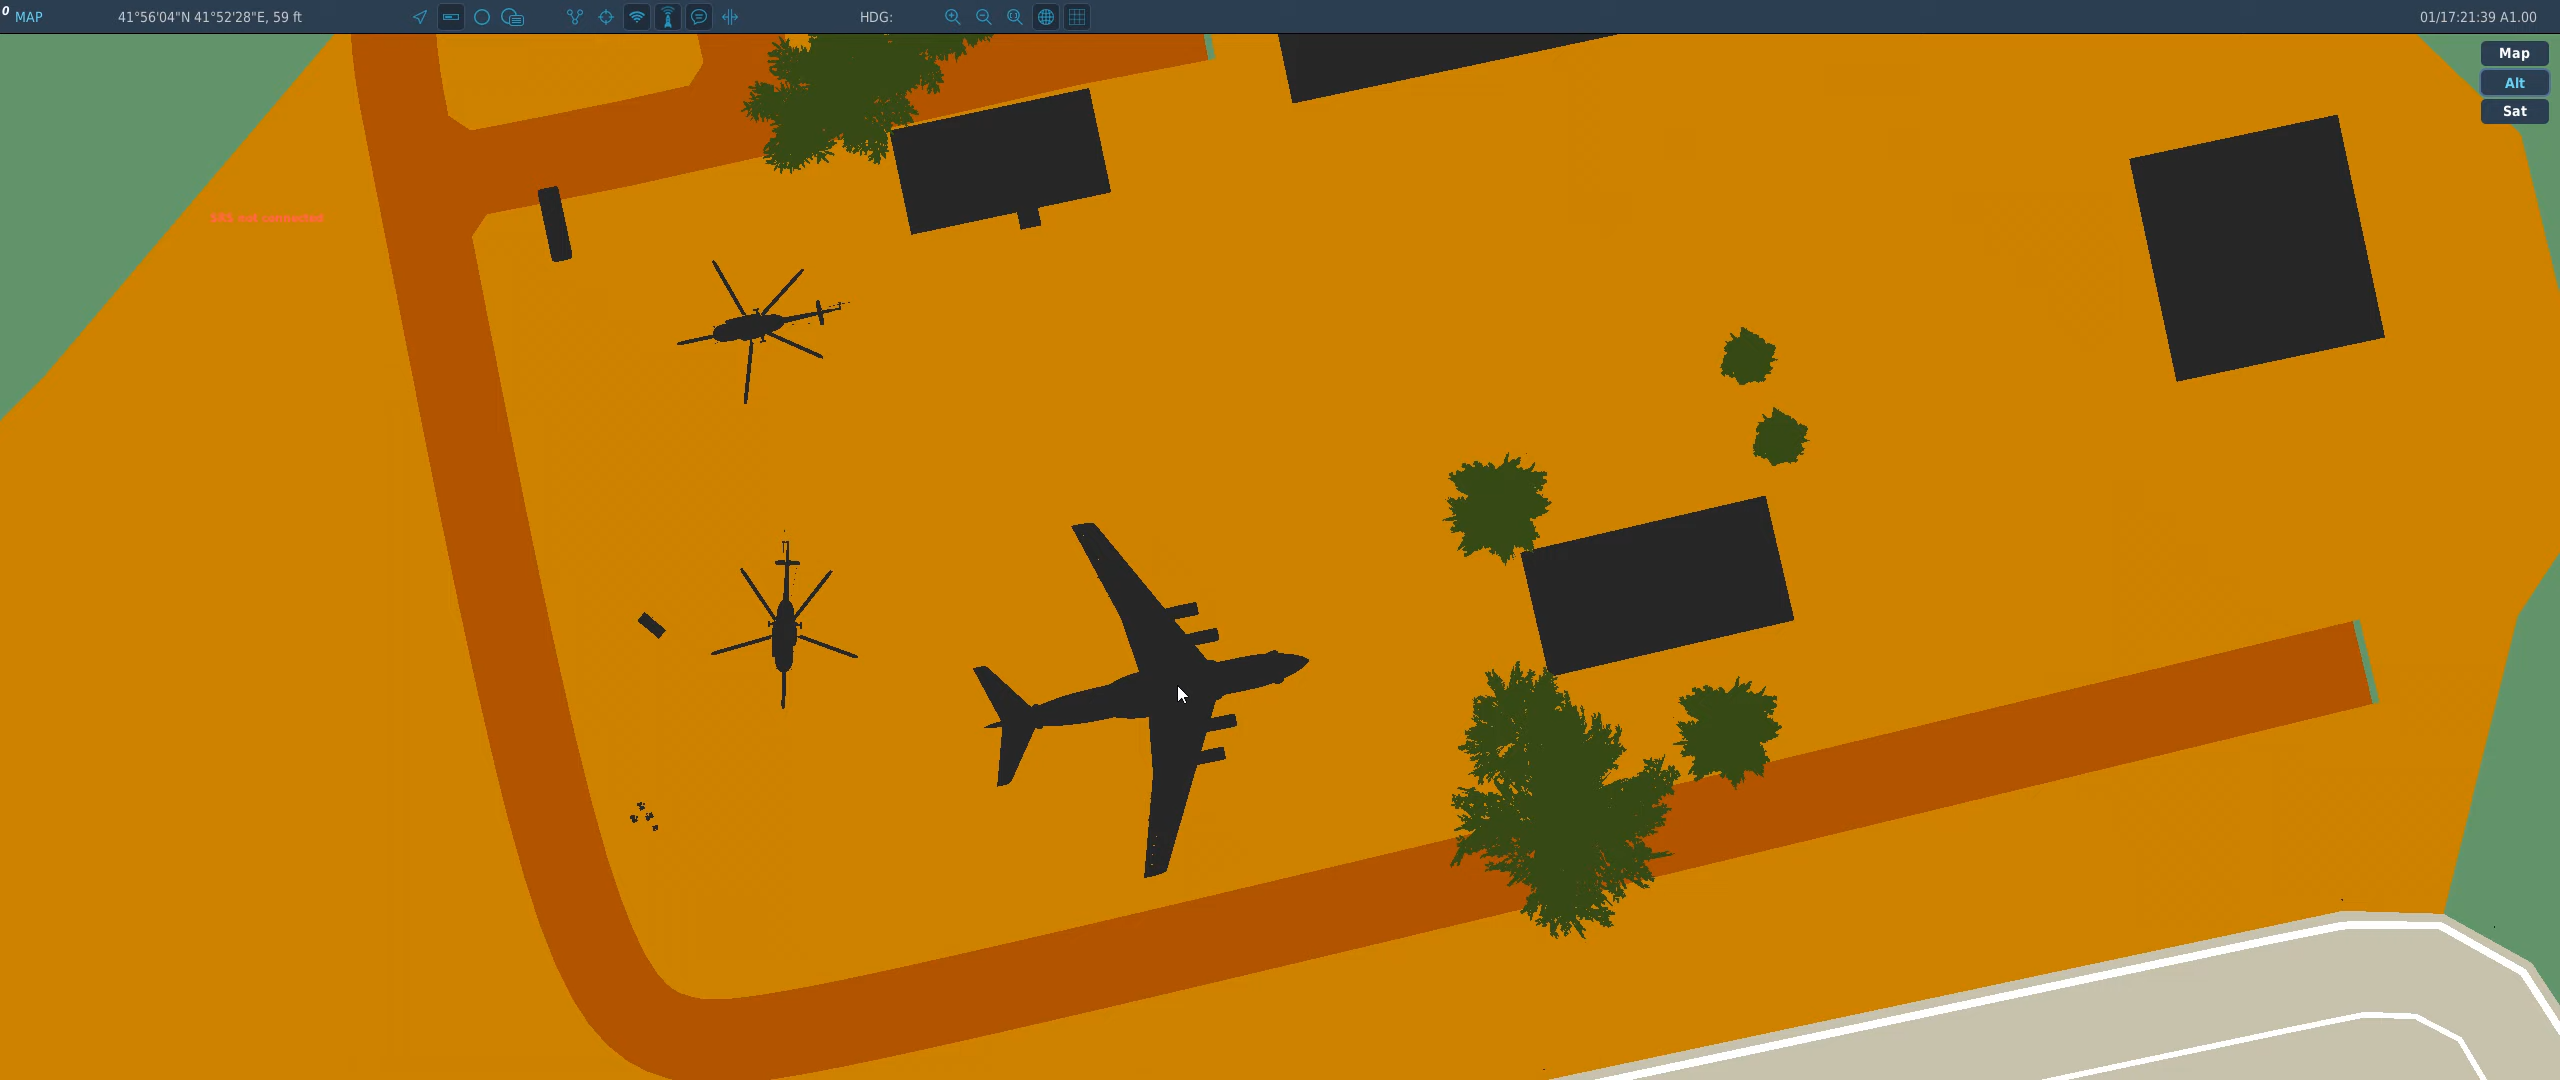 0
MAP 41°56'04"N 41°52'28"E, 59 ft HDG: 01/17:21:39 A1.00
Map
Alt
Sat
SRS not connected